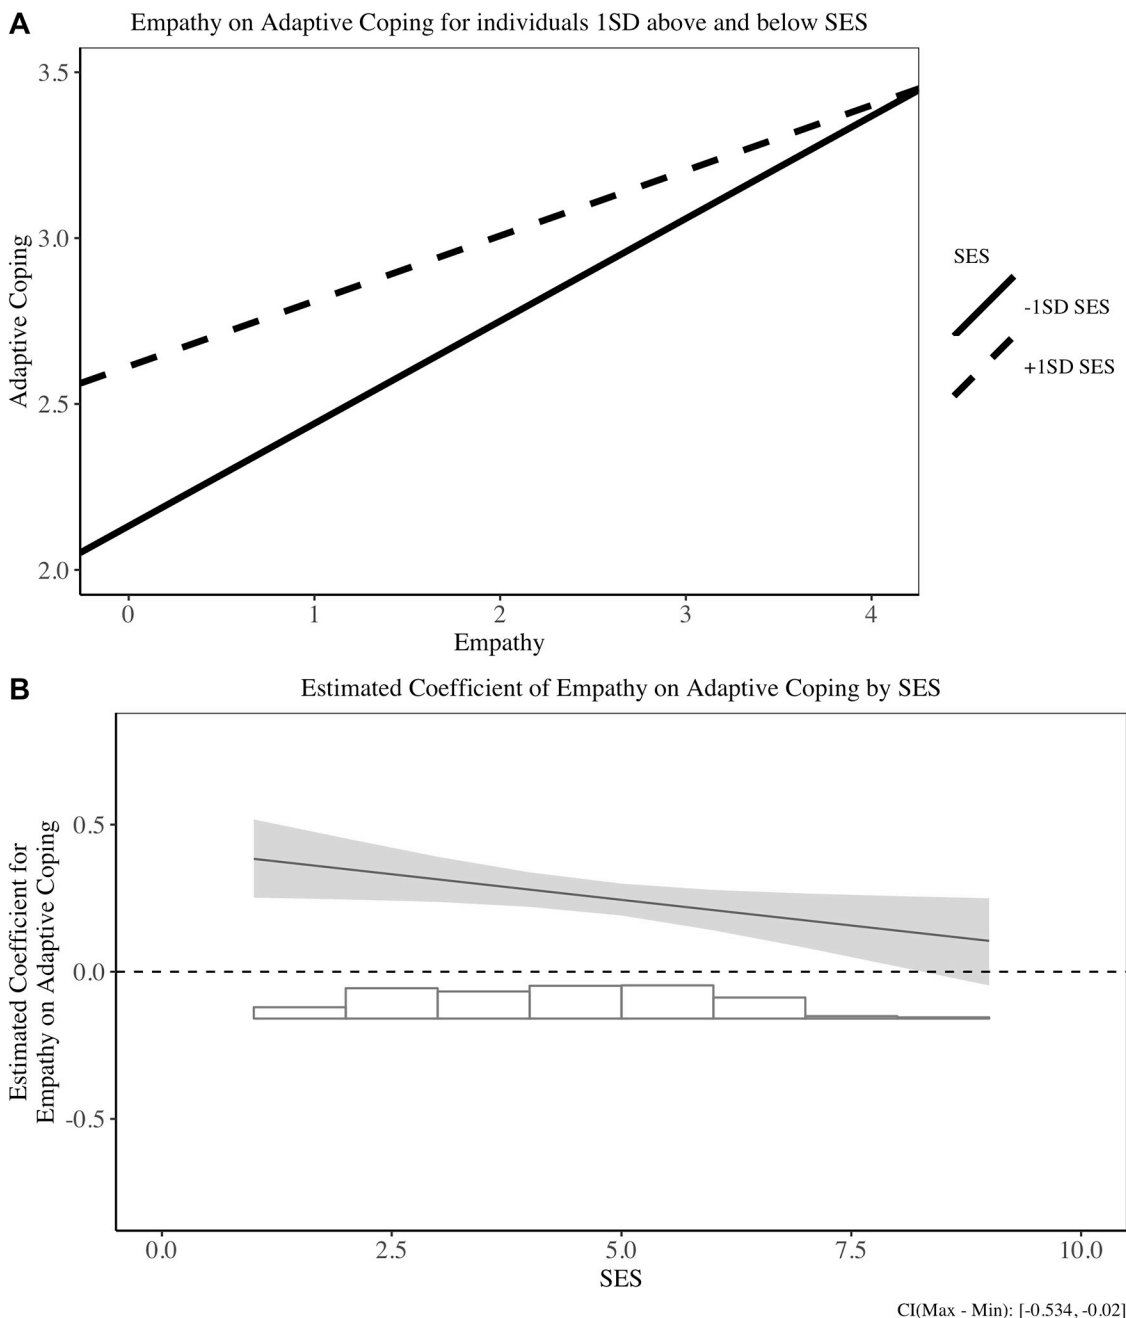 A
Empathy on Adaptive Coping for individuals 1SD above and below SES
3.5
3.0
2.5
2.0
Adaptive Coping
0 1 2 3 4
Empathy
SES
-1SD SES
+1SD SES
B
Estimated Coefficient of Empathy on Adaptive Coping by SES
0.5
0.0
-0.5
Estimated Coefficient for
Empathy on Adaptive Coping
0.0 2.5 5.0 7.5 10.0
SES
CI(Max - Min): [-0.534, -0.02]